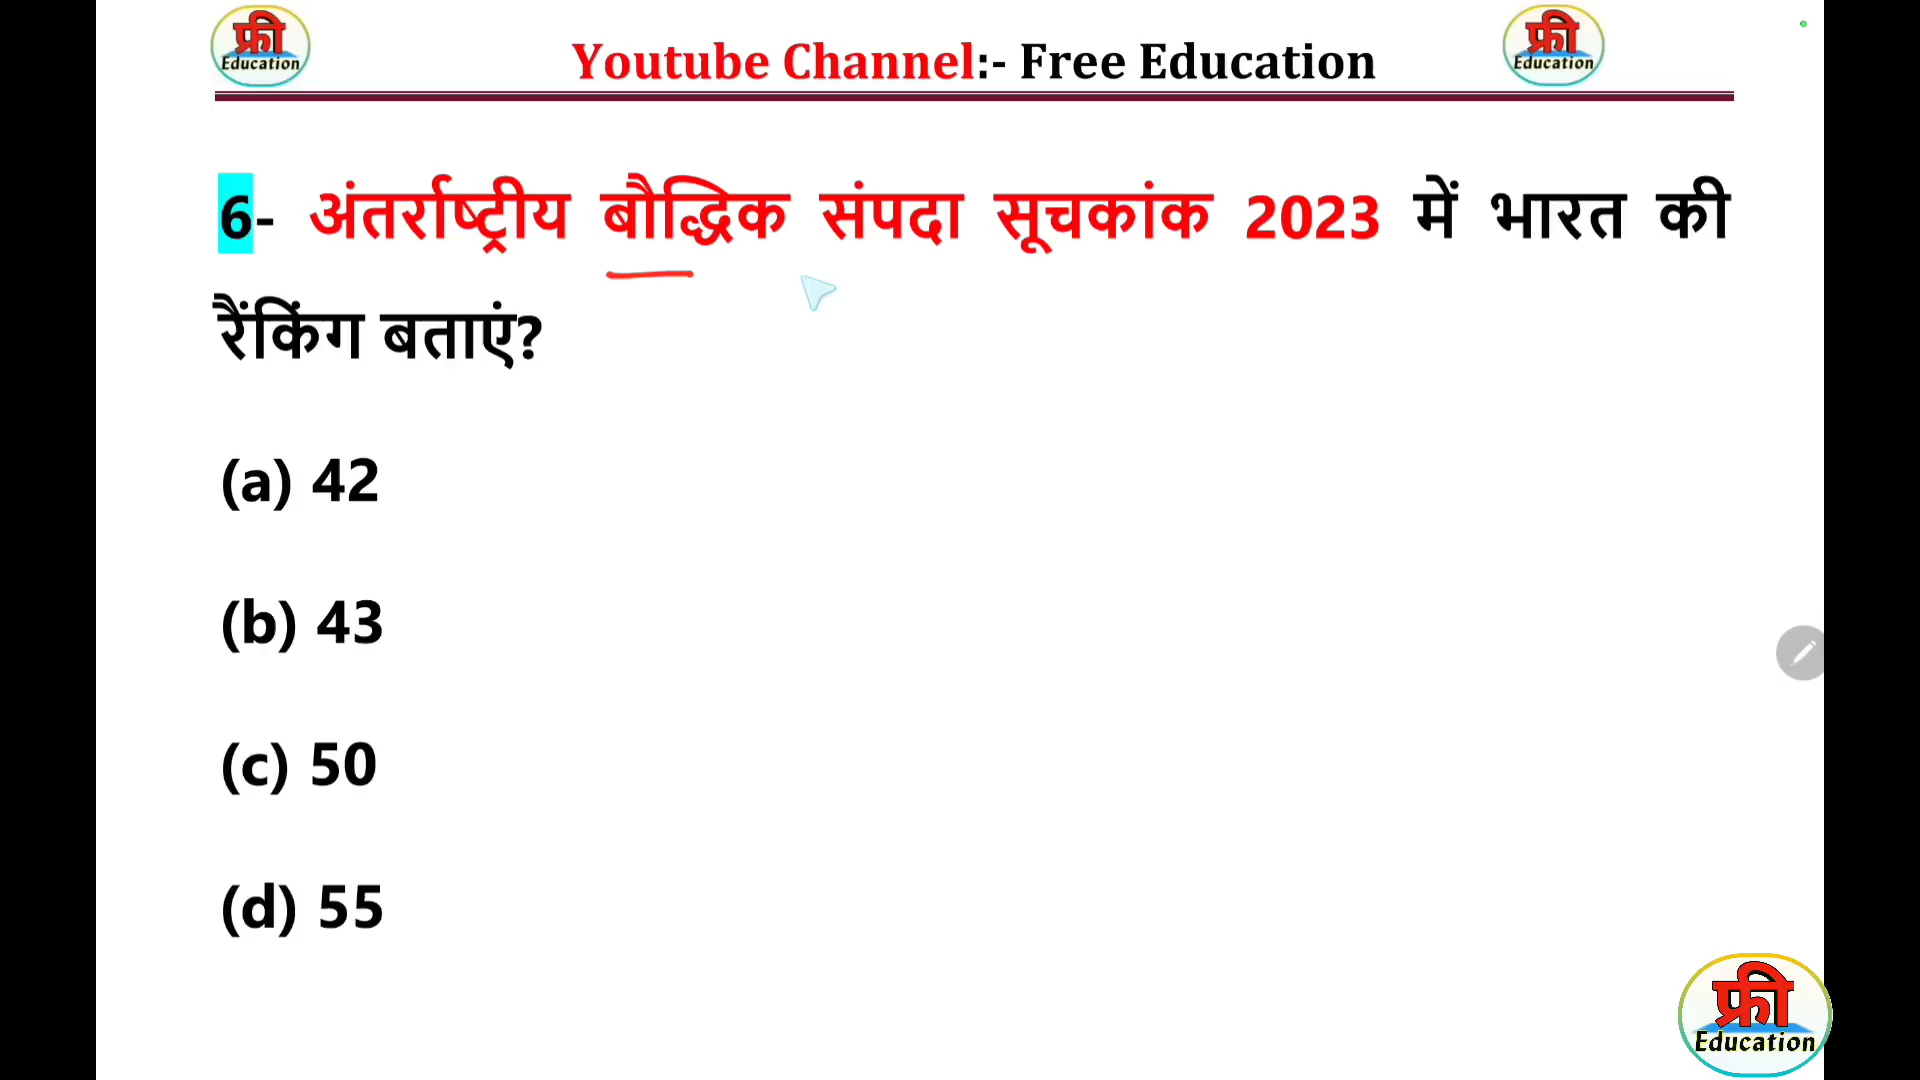 फ्री
Education
Youtube Channel:- Free Education
फ्री
Education
6- अंतर्राष्ट्रीय बौद्धिक संपदा सूचकांक 2023 में भारत की
रैंकिंग बताएं?
(a) 42
(b) 43
(c) 50
(d) 55
फ्री
Education